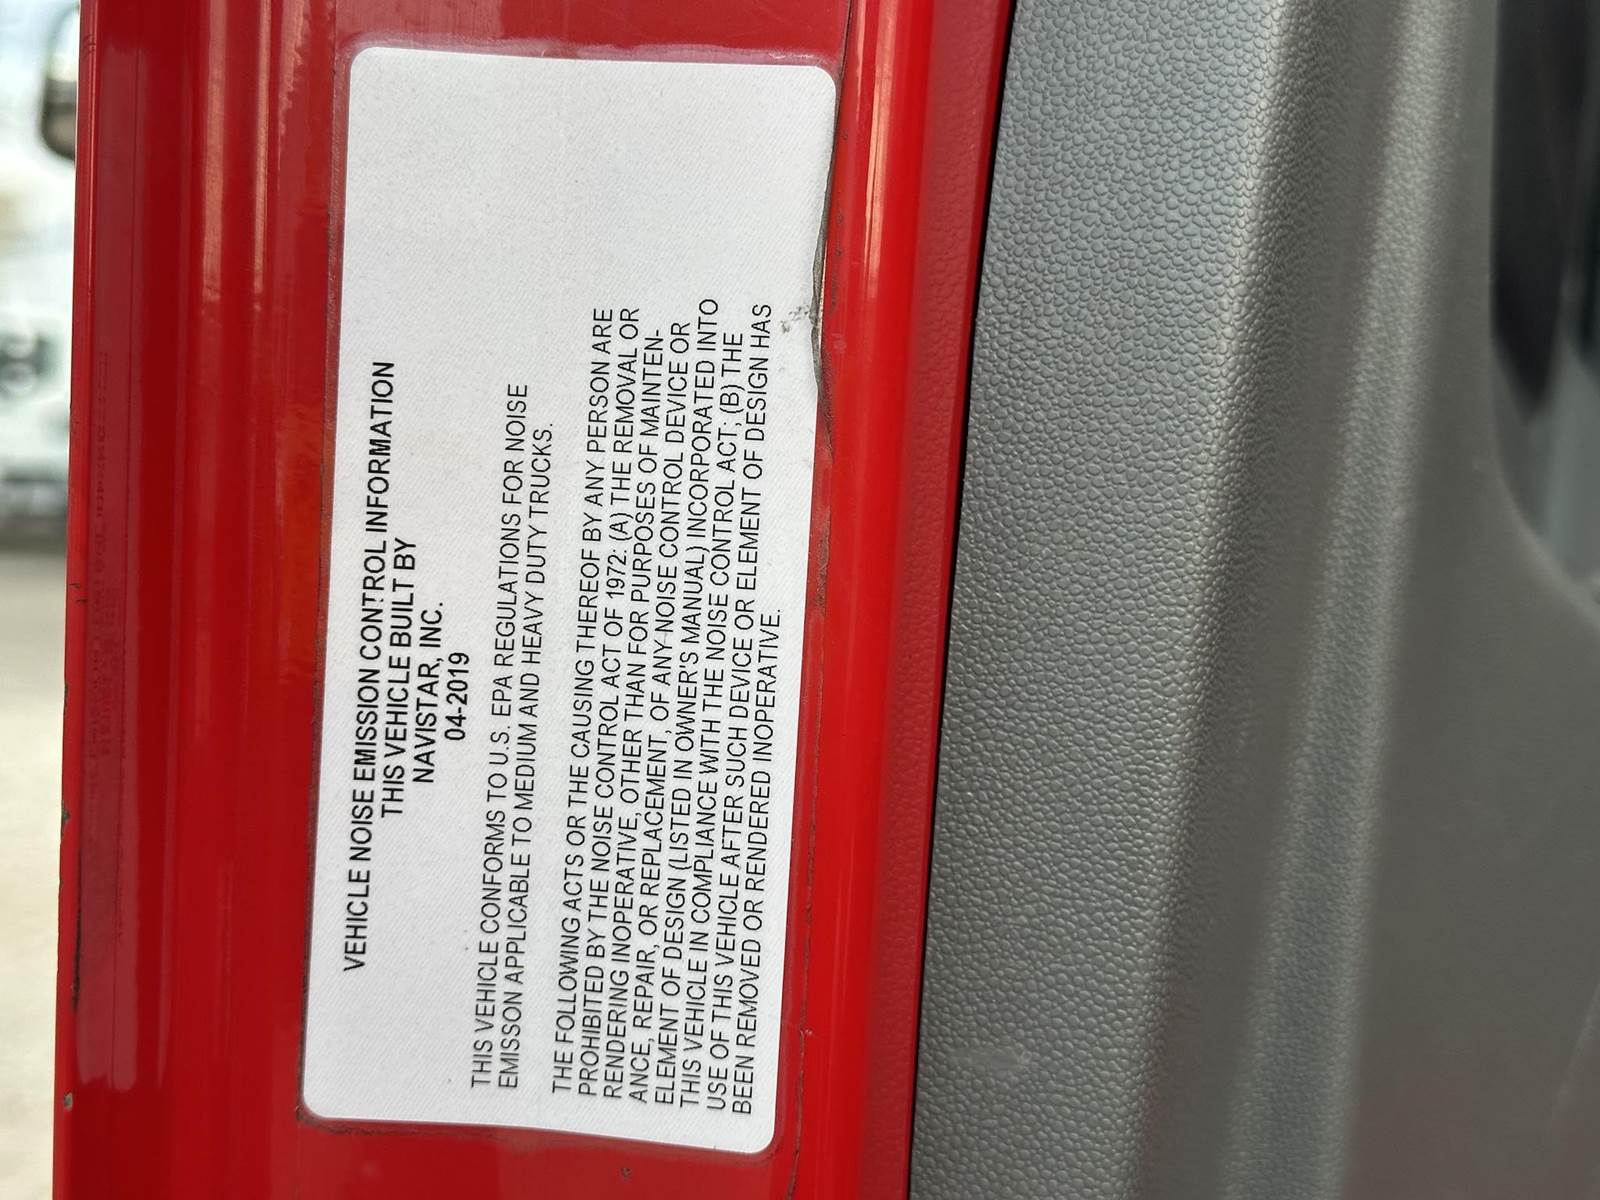 VEHICLE NOISE EMISSION CONTROL INFORMATION
THIS VEHICLE BUILT BY
NAVISTAR, INC.
04-2019
THIS VEHICLE CONFORMS TO U.S. EPA REGULATIONS FOR NOISE
EMISSON APPLICABLE TO MEDIUM AND HEAVY DUTY TRUCKS.
THE FOLLOWING ACTS OR THE CAUSING THEREOF BY ANY PERSON ARE
PROHIBITED BY THE NOISE CONTROL ACT OF 1972: (A) THE REMOVAL OR
RENDERING INOPERATIVE, OTHER THAN FOR PURPOSES OF MAINTEN-
ANCE, REPAIR, OR REPLACEMENT, OF ANY NOISE CONTROL DEVICE OR
ELEMENT OF DESIGN (LISTED IN OWNER'S MANUAL) INCORPORATED INTO
THIS VEHICLE IN COMPLIANCE WITH THE NOISE CONTROL ACT; (B) THE
USE OF THIS VEHICLE AFTER SUCH DEVICE OR ELEMENT OF DESIGN HAS
BEEN REMOVED OR RENDERED INOPERATIVE.